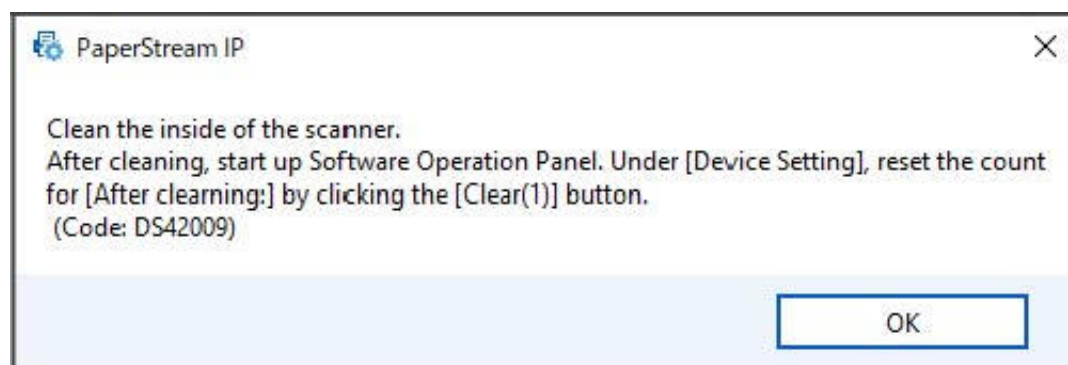 PaperStream IP
Clean the inside of the scanner.
After cleaning, start up Software Operation Panel. Under [Device Setting], reset the count
for [After clearning:] by clicking the [Clear(1)] button.
(Code: DS42009)
OK